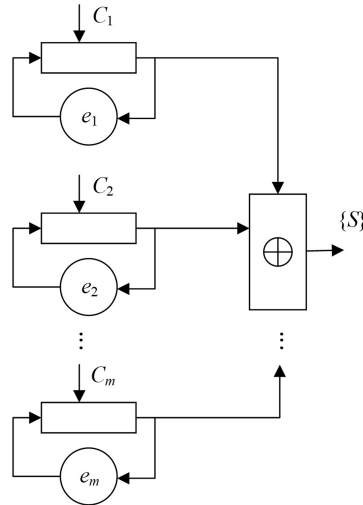 C₁
e₁
C₂
{S}
e₂
⋮
⋮
Cₘ
eₘ